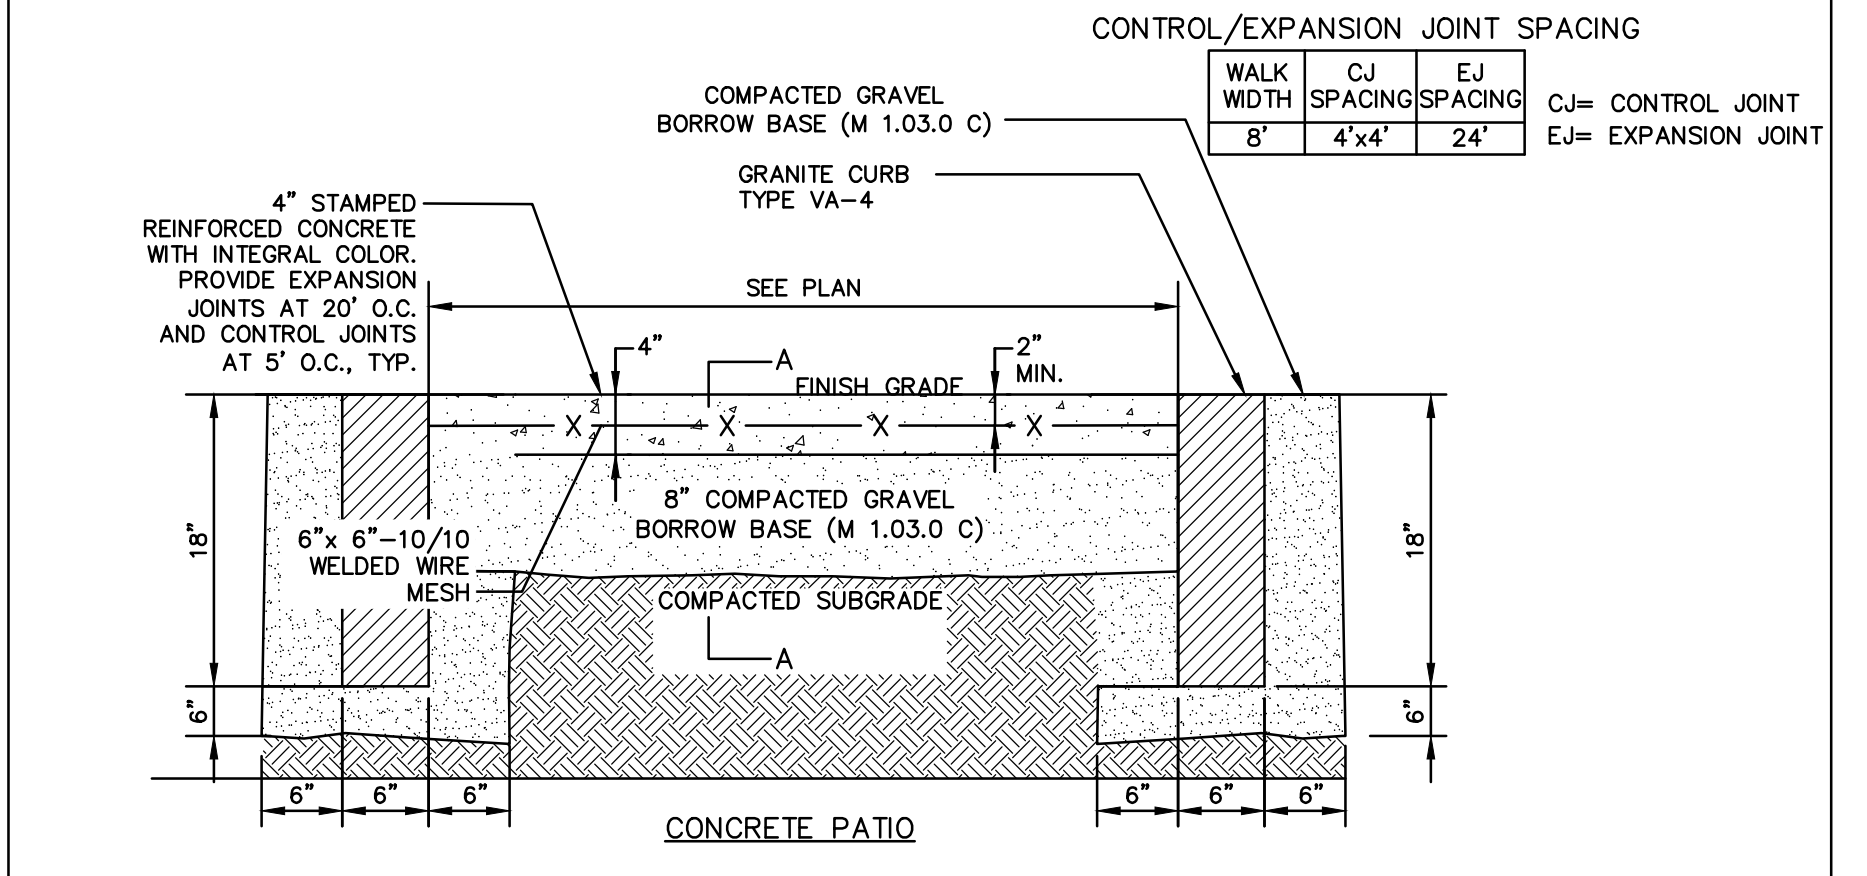 CONTROL/EXPANSION JOINT SPACING
WALK WIDTH
CJ SPACING
EJ SPACING
8'
4'x4'
24'
CJ= CONTROL JOINT
EJ= EXPANSION JOINT
COMPACTED GRAVEL
BORROW BASE (M 1.03.0 C)
GRANITE CURB
TYPE VA-4
4" STAMPED
REINFORCED CONCRETE
WITH INTEGRAL COLOR.
PROVIDE EXPANSION
JOINTS AT 20' O.C.
AND CONTROL JOINTS
AT 5' O.C., TYP.
SEE PLAN
4"
A
FINISH GRADE
2"
MIN.
X X X X
8" COMPACTED GRAVEL
BORROW BASE (M 1.03.0 C)
18"
6"x 6"-10/10
WELDED WIRE
MESH
18"
COMPACTED SUBGRADE
A
6"
6"
6" 6" 6"
6" 6" 6"
CONCRETE PATIO